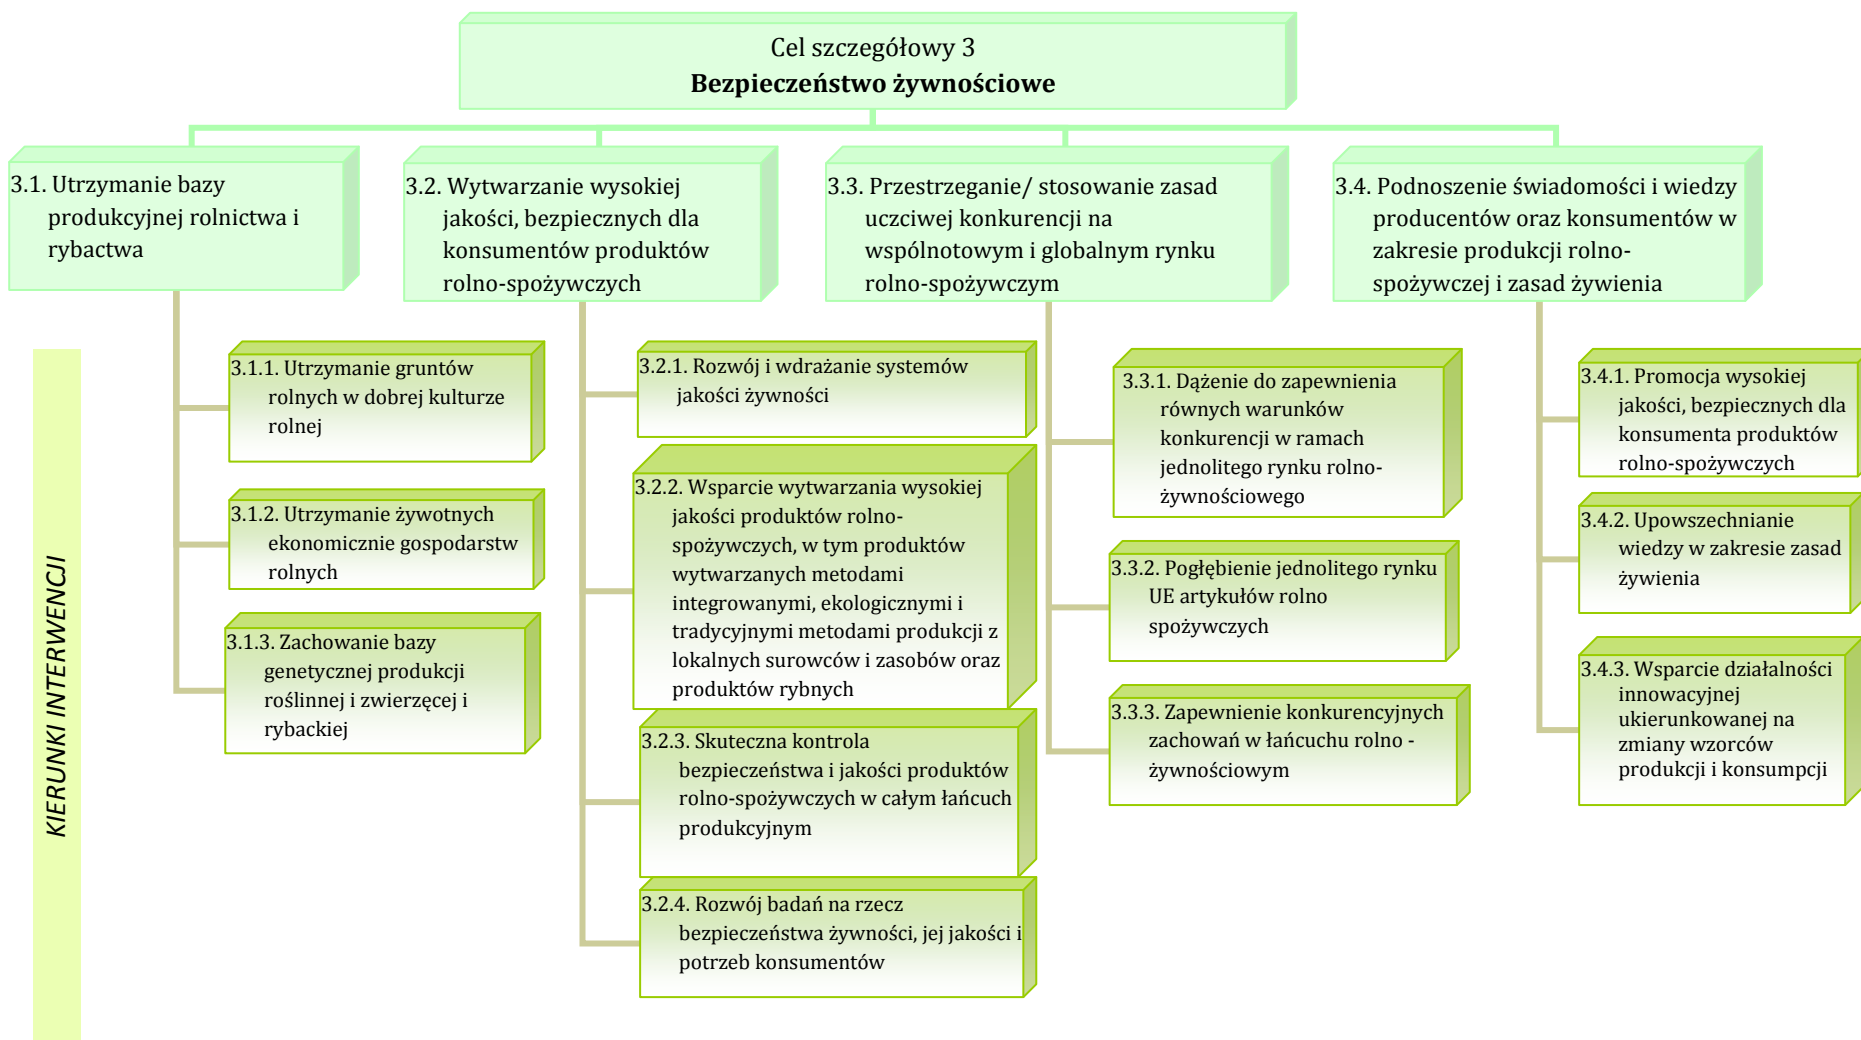 Cel szczegółowy 3
Bezpieczeństwo żywnościowe
3.1. Utrzymanie bazy
produkcyjnej rolnictwa i
rybactwa
3.2. Wytwarzanie wysokiej
jakości, bezpiecznych dla
konsumentów produktów
rolno-spożywczych
3.3. Przestrzeganie/ stosowanie zasad
uczciwej konkurencji na
wspólnotowym i globalnym rynku
rolno-spożywczym
3.4. Podnoszenie świadomości i wiedzy
producentów oraz konsumentów w
zakresie produkcji rolno-
spożywczej i zasad żywienia
KIERUNKI INTERWENCJI
3.1.1. Utrzymanie gruntów
rolnych w dobrej kulturze
rolnej
3.1.2. Utrzymanie żywotnych
ekonomicznie gospodarstw
rolnych
3.1.3. Zachowanie bazy
genetycznej produkcji
roślinnej i zwierzęcej i
rybackiej
3.2.1. Rozwój i wdrażanie systemów
jakości żywności
3.2.2. Wsparcie wytwarzania wysokiej
jakości produktów rolno-
spożywczych, w tym produktów
wytwarzanych metodami
integrowanymi, ekologicznymi i
tradycyjnymi metodami produkcji z
lokalnych surowców i zasobów oraz
produktów rybnych
3.2.3. Skuteczna kontrola
bezpieczeństwa i jakości produktów
rolno-spożywczych w całym łańcuch
produkcyjnym
3.2.4. Rozwój badań na rzecz
bezpieczeństwa żywności, jej jakości i
potrzeb konsumentów
3.3.1. Dążenie do zapewnienia
równych warunków
konkurencji w ramach
jednolitego rynku rolno-
żywnościowego
3.3.2. Pogłębienie jednolitego rynku
UE artykułów rolno
spożywczych
3.3.3. Zapewnienie konkurencyjnych
zachowań w łańcuchu rolno -
żywnościowym
3.4.1. Promocja wysokiej
jakości, bezpiecznych dla
konsumenta produktów
rolno-spożywczych
3.4.2. Upowszechnianie
wiedzy w zakresie zasad
żywienia
3.4.3. Wsparcie działalności
innowacyjnej
ukierunkowanej na
zmiany wzorców
produkcji i konsumpcji